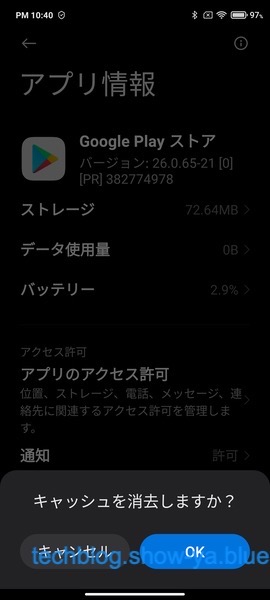 PM 10:40
97%
アプリ情報
Google Play ストア
バージョン: 26.0.65-21 [0]
[PR] 382774978
ストレージ 72.64MB
データ使用量 0B
バッテリー 2.9%
アクセス許可
アプリのアクセス許可
位置、ストレージ、電話、メッセージ、連
絡先に関連するアクセス許可を管理しま
す。
通知 許可
キャッシュを消去しますか？
キャンセル OK
techblog.show-ya.blue